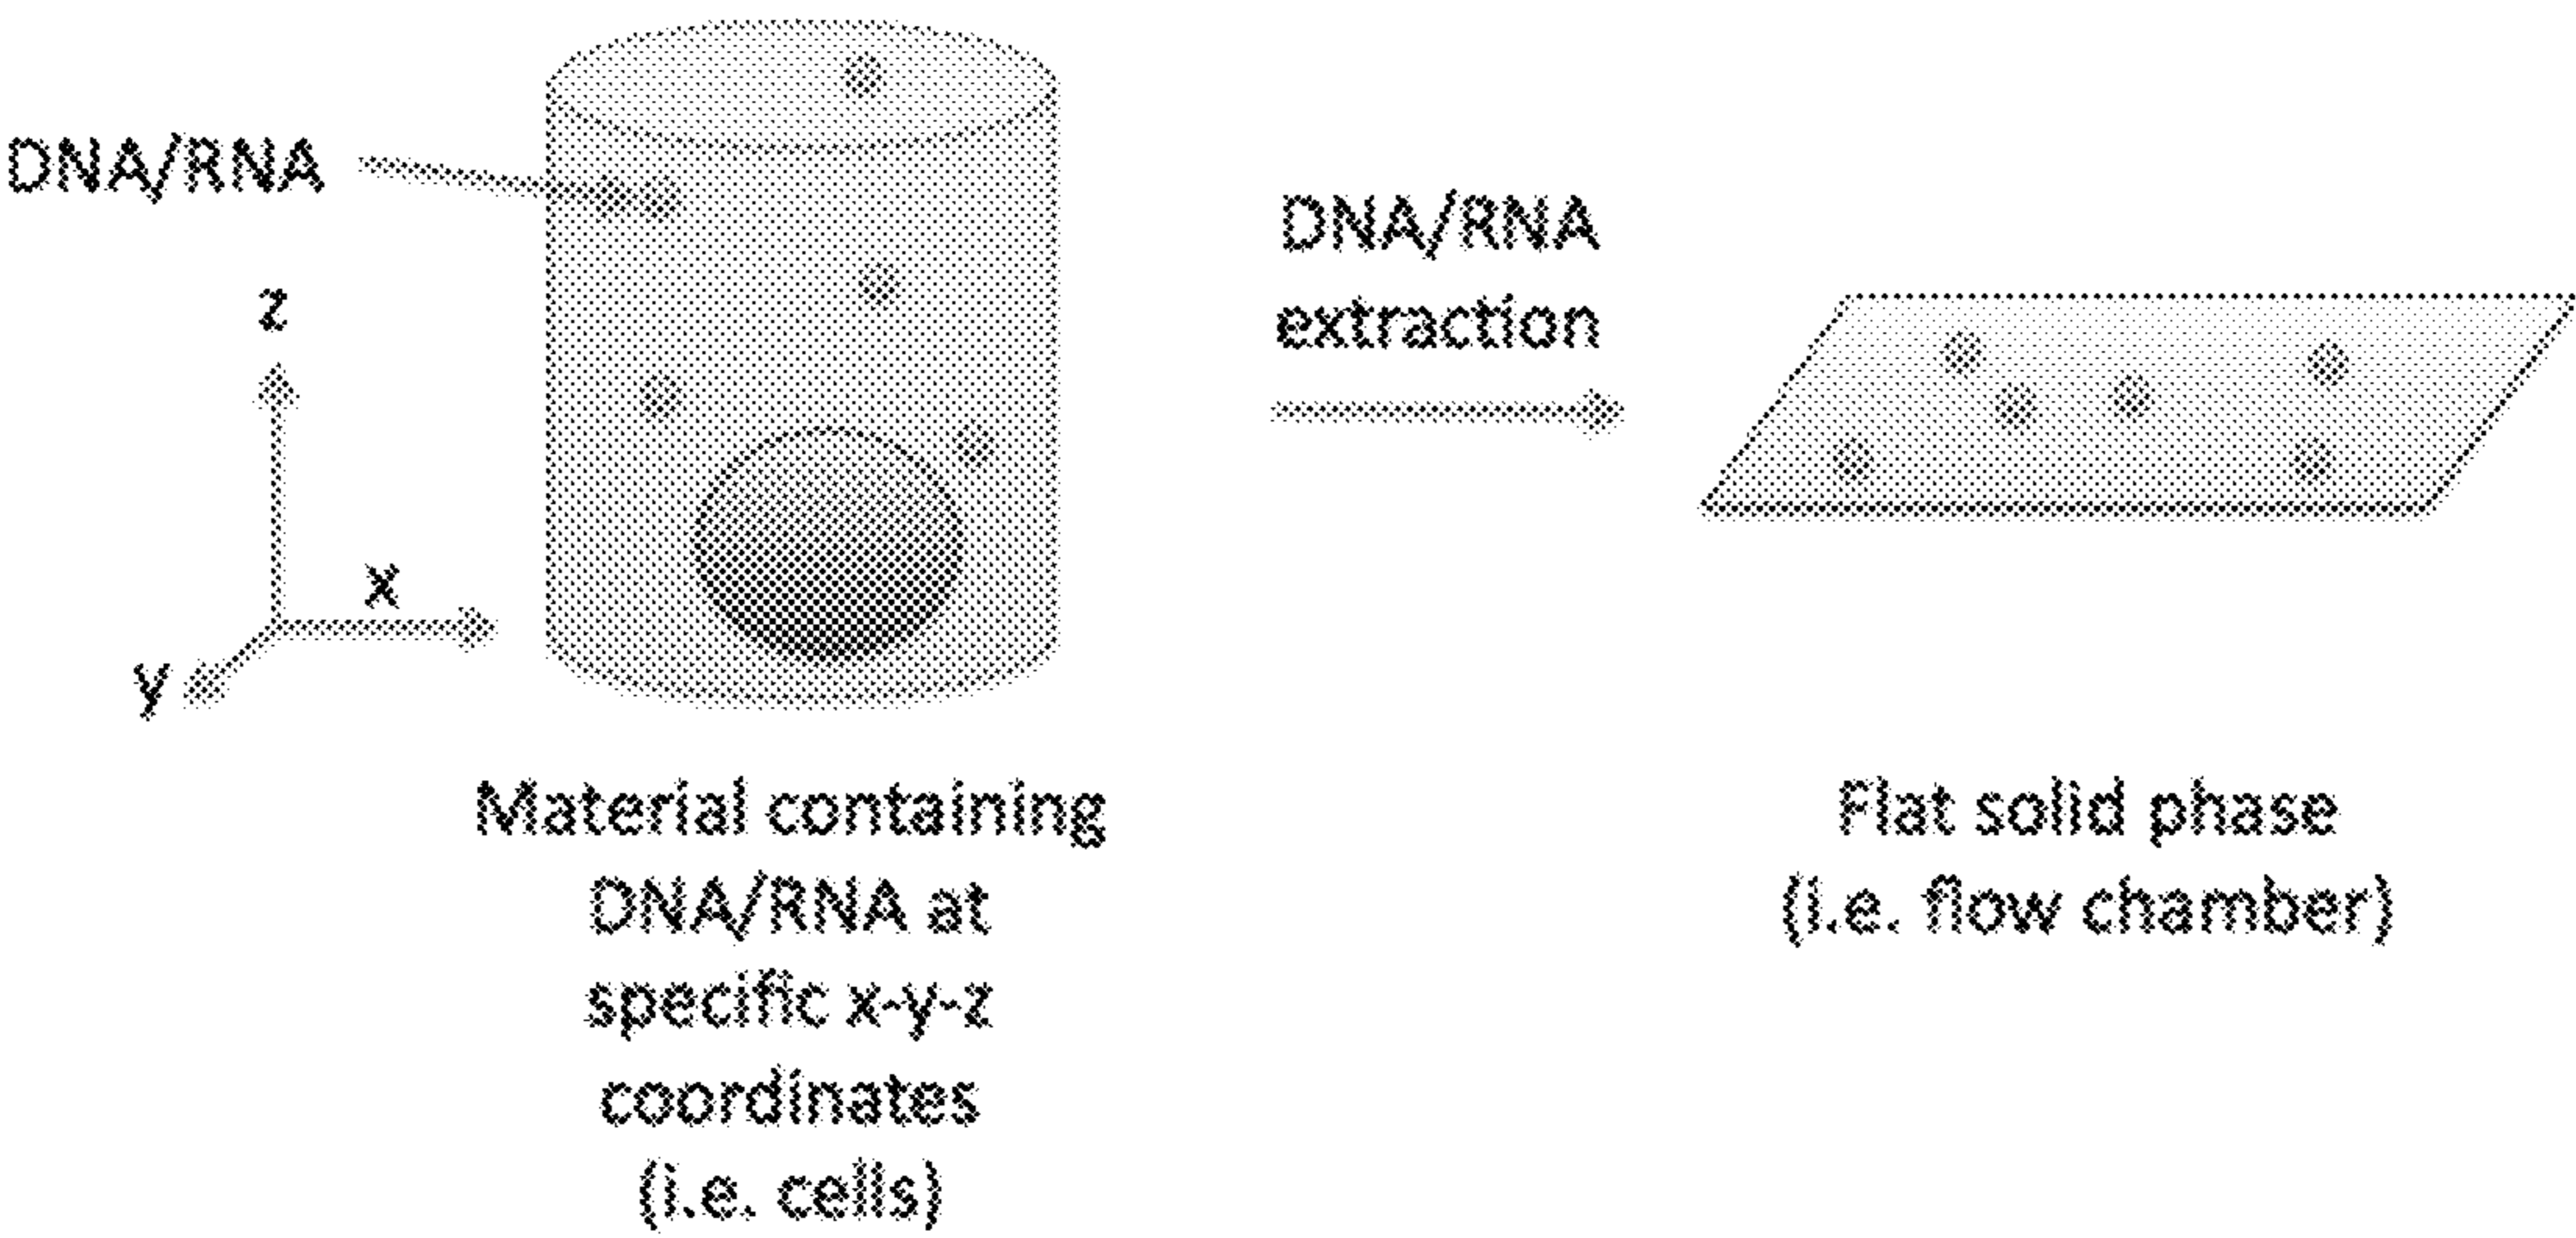 DNA/RNA
z
x
y
DNA/RNA
extraction
Material containing
DNA/RNA at
specific x-y-z
coordinates
(i.e. cells)
Flat solid phase
(i.e. flow chamber)